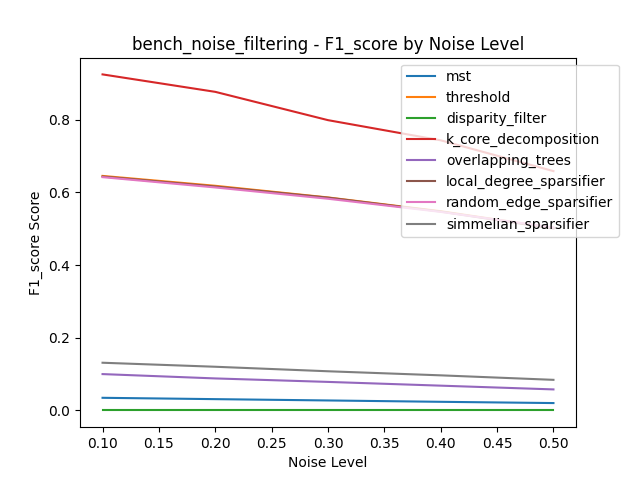 bench_noise_filtering - F1_score by Noise Level
mst
threshold
disparity_filter
k_core_decomposition
overlapping_trees
local_degree_sparsifier
random_edge_sparsifier
simmelian_sparsifier
F1_score Score
0.8
0.6
0.4
0.2
0.0
0.10 0.15 0.20 0.25 0.30 0.35 0.40 0.45 0.50
Noise Level